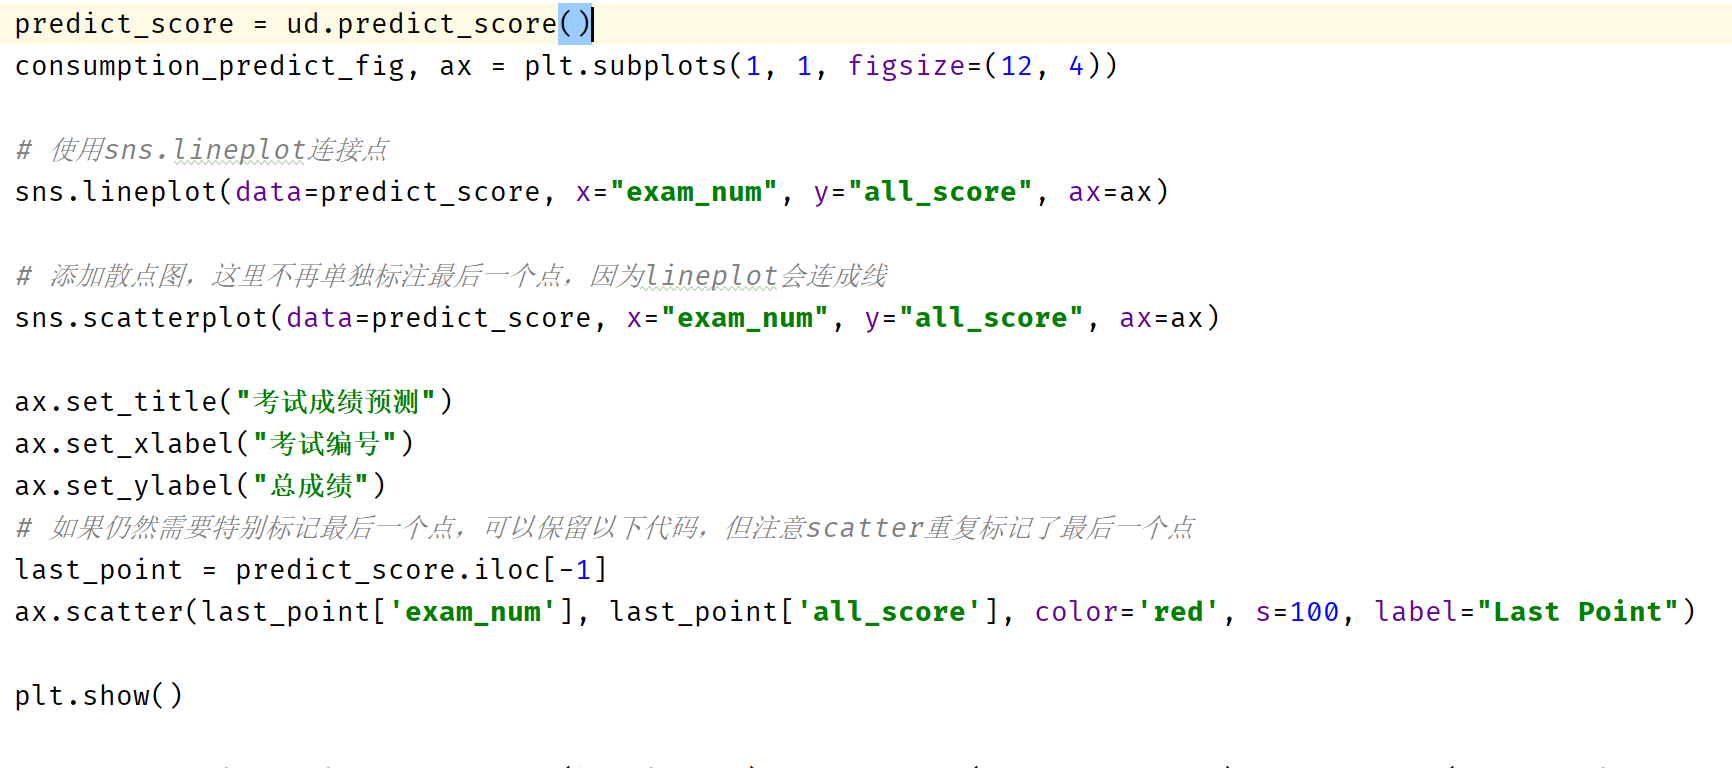 predict_score = ud.predict_score()
consumption_predict_fig, ax = plt.subplots(1, 1, figsize=(12, 4))
# 使用sns.lineplot连接点
sns.lineplot(data=predict_score, x="exam_num", y="all_score", ax=ax)
# 添加散点图，这里不再单独标注最后一个点，因为lineplot会连成线
sns.scatterplot(data=predict_score, x="exam_num", y="all_score", ax=ax)
ax.set_title("考试成绩预测")
ax.set_xlabel("考试编号")
ax.set_ylabel("总成绩")
# 如果仍然需要特别标记最后一个点，可以保留以下代码，但注意scatter重复标记了最后一个点
last_point = predict_score.iloc[-1]
ax.scatter(last_point['exam_num'], last_point['all_score'], color='red', s=100, label="Last Point")
plt.show()